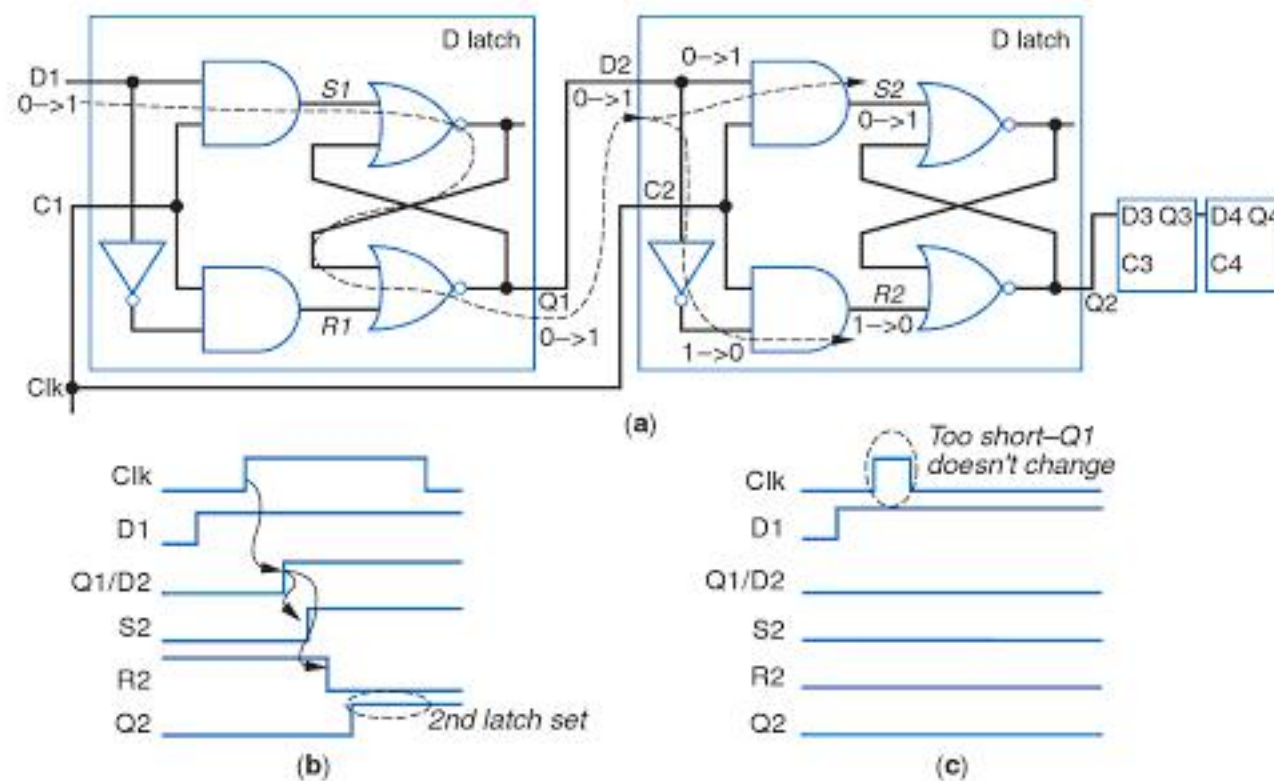 D latch
D latch
D1
0–>1
S1
D2
0–>1
0–>1
S2
0–>1
C1
C2
D3 Q3
D4 Q4
C3
C4
R1
Q1
0–>1
R2
1–>0
1–>0
Q2
Clk
(a)
Clk
D1
Q1/D2
S2
R2
Q2
2nd latch set
(b)
Too short–Q1
doesn't change
Clk
D1
Q1/D2
S2
R2
Q2
(c)